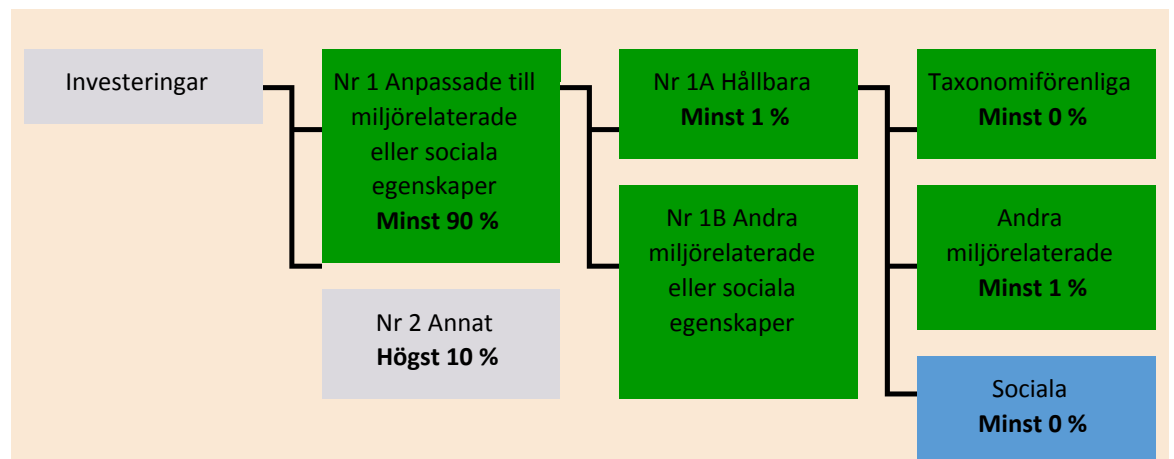 Investeringar
Nr 1 Anpassade till
miljörelaterade
eller sociala
egenskaper
Minst 90 %
Nr 2 Annat
Högst 10 %
Nr 1A Hållbara
Minst 1 %
Nr 1B Andra
miljörelaterade
eller sociala
egenskaper
Taxonomiförenliga
Minst 0 %
Andra
miljörelaterade
Minst 1 %
Sociala
Minst 0 %